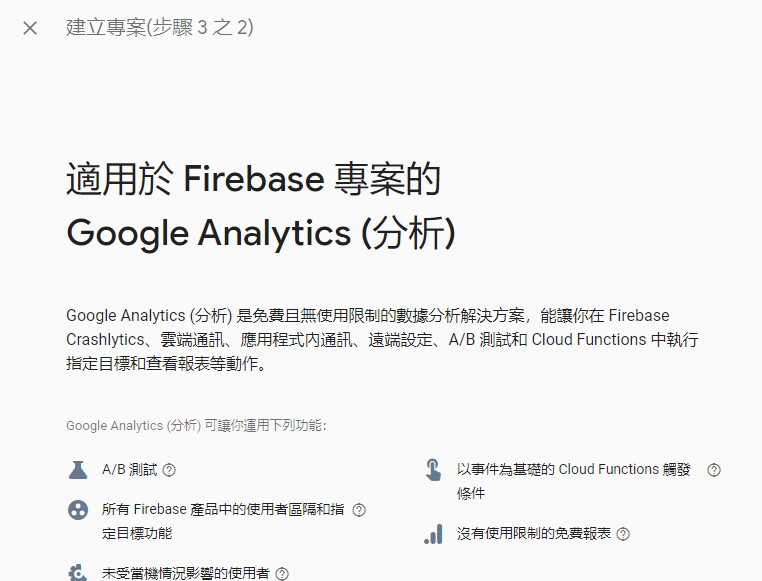 建立專案(步驟 3 之 2)
適用於 Firebase 專案的
Google Analytics (分析)
Google Analytics (分析) 是免費且無使用限制的數據分析解決方案，能讓你在 Firebase
Crashlytics、雲端通訊、應用程式內通訊、遠端設定、A/B 測試和 Cloud Functions 中執行
指定目標和查看報表等動作。
Google Analytics (分析) 可讓你運用下列功能：
A/B 測試
所有 Firebase 產品中的使用者區隔和指
定目標功能
未受當機情況影響的使用者
以事件為基礎的 Cloud Functions 觸發
條件
沒有使用限制的免費報表